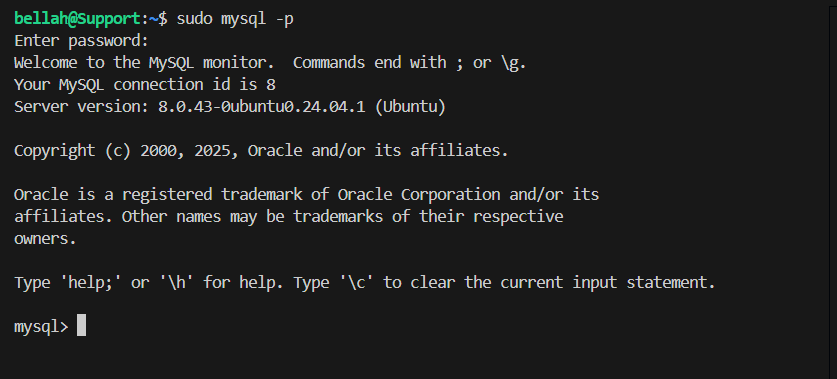 bellah@Support:~$ sudo mysql -p
Enter password:
Welcome to the MySQL monitor.  Commands end with ; or \g.
Your MySQL connection id is 8
Server version: 8.0.43-0ubuntu0.24.04.1 (Ubuntu)
Copyright (c) 2000, 2025, Oracle and/or its affiliates.
Oracle is a registered trademark of Oracle Corporation and/or its
affiliates. Other names may be trademarks of their respective
owners.
Type 'help;' or '\h' for help. Type '\c' to clear the current input statement.
mysql>